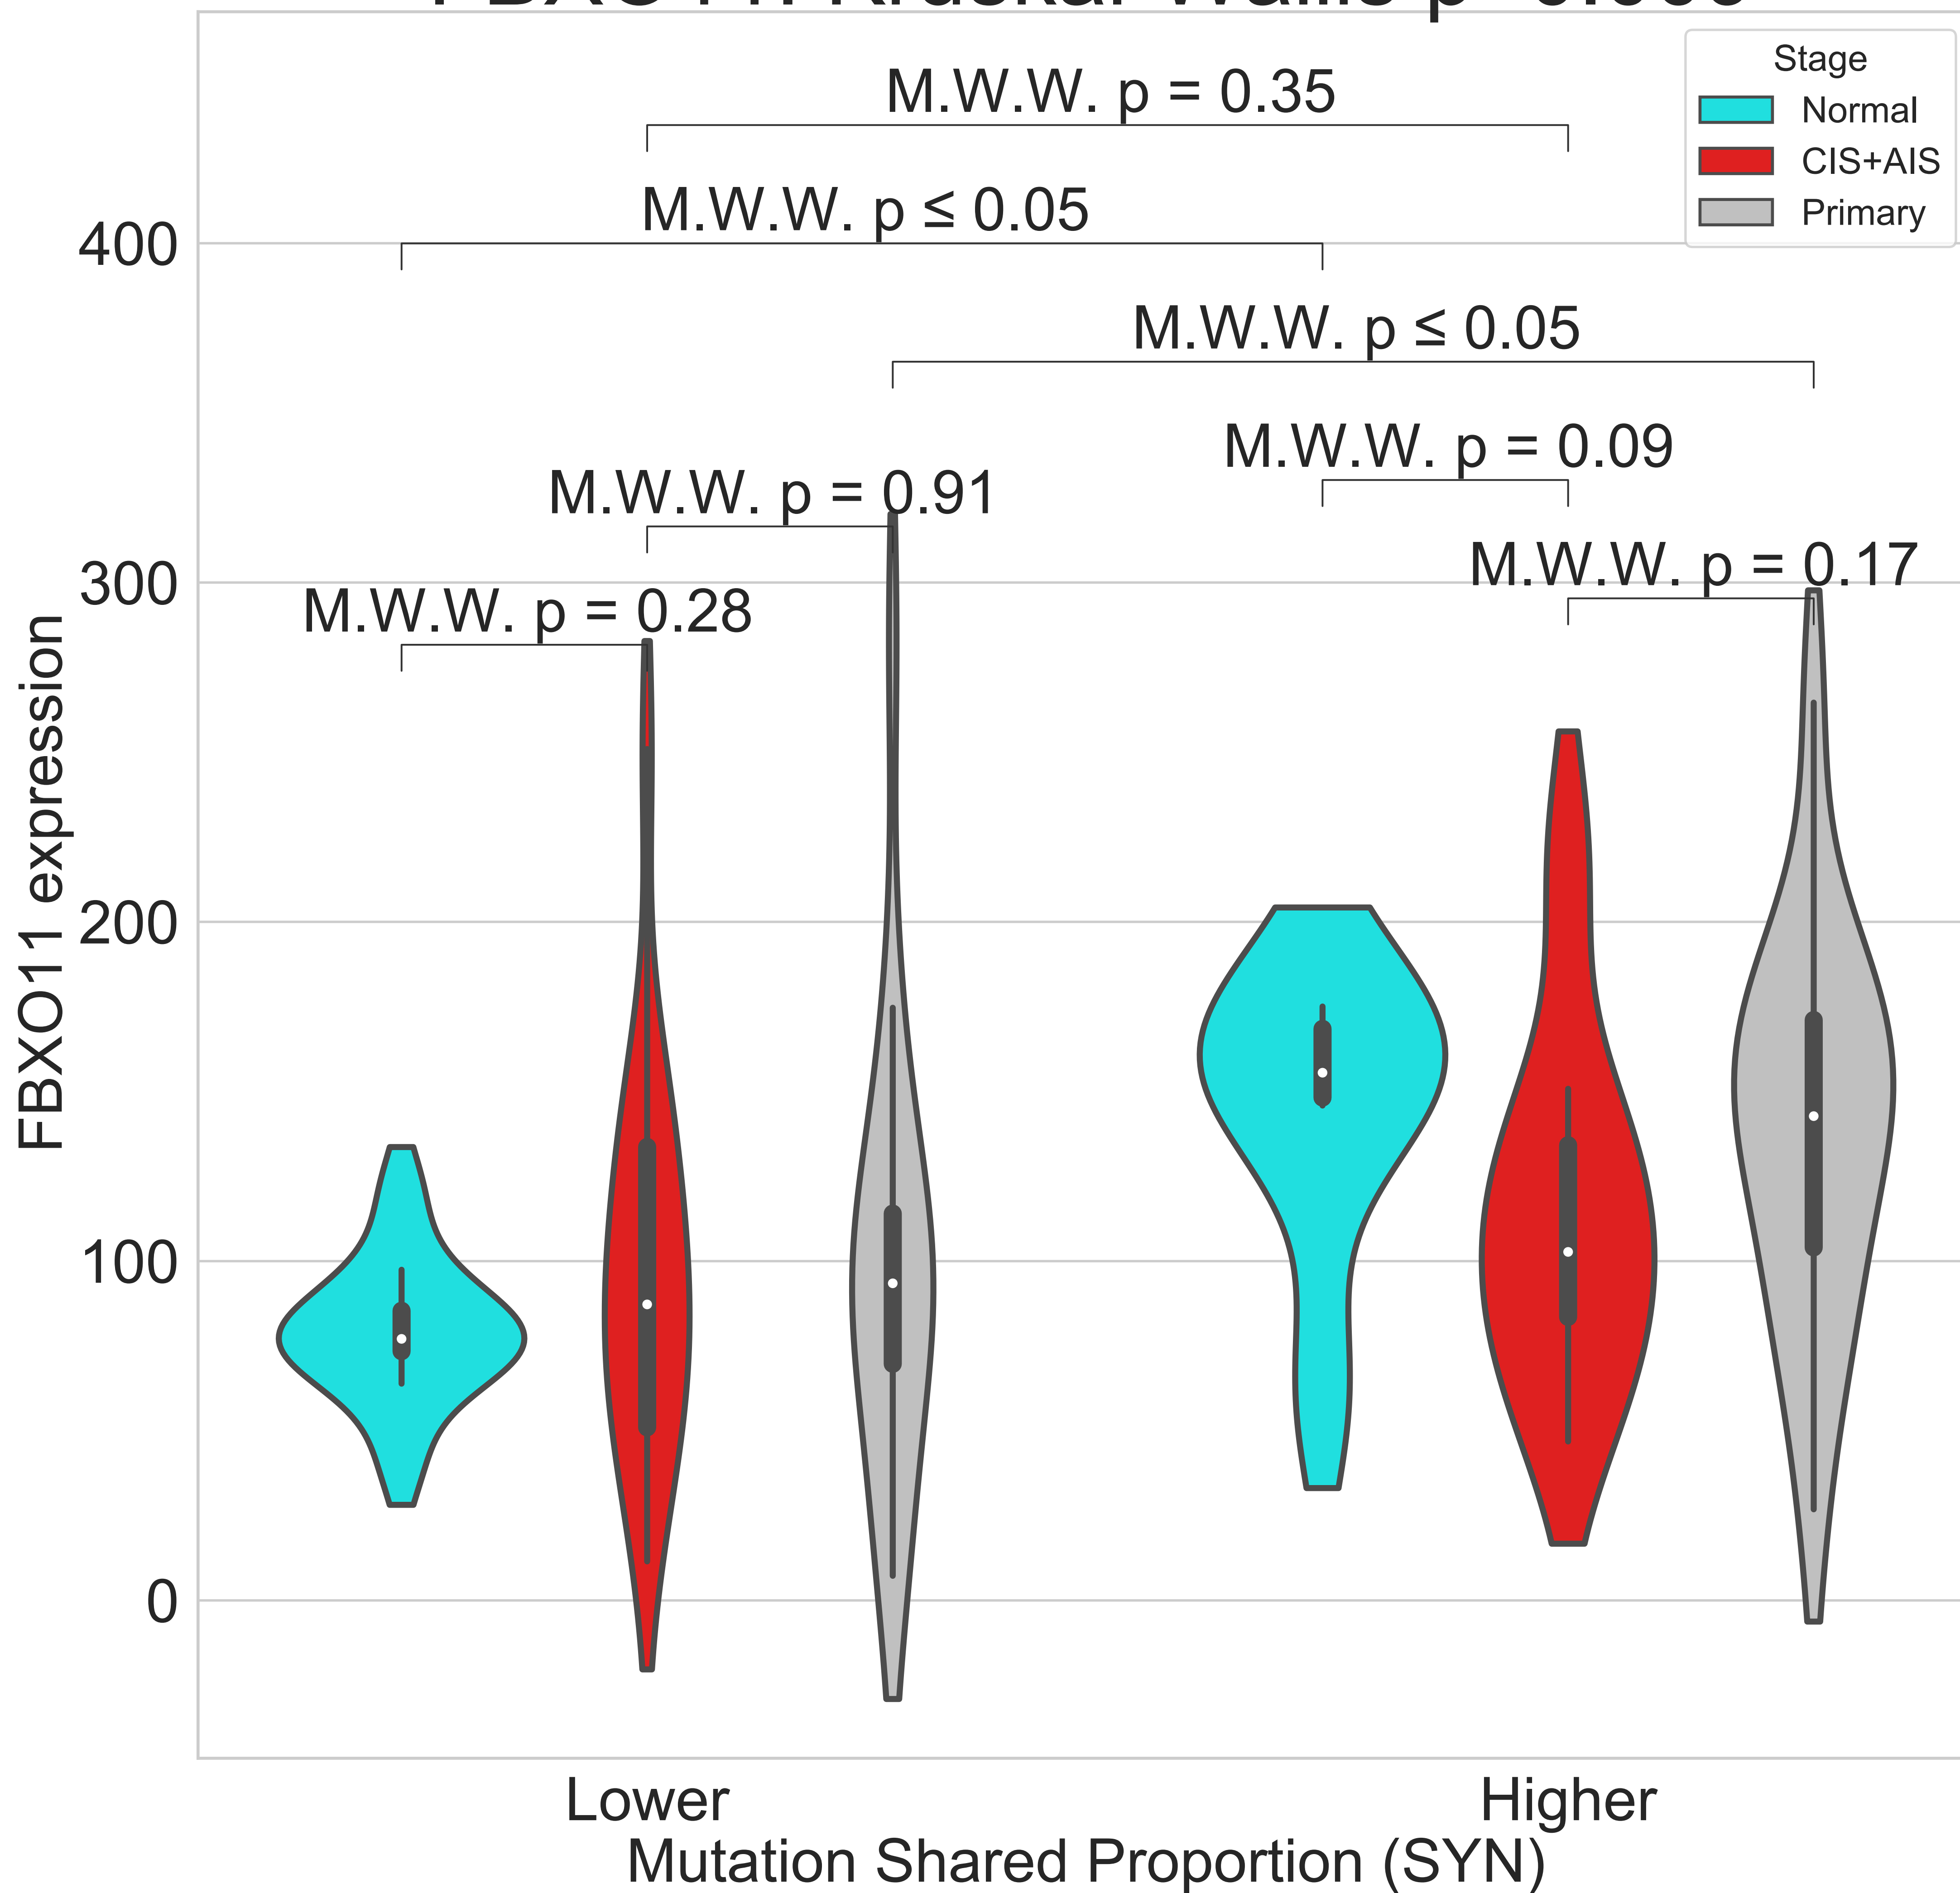 Stage
Normal
CIS+AIS
Primary
M.W.W. p = 0.35
M.W.W. p ≤ 0.05
M.W.W. p ≤ 0.05
M.W.W. p = 0.09
M.W.W. p = 0.91
M.W.W. p = 0.17
M.W.W. p = 0.28
400
300
200
100
0
FBXO11 expression
Lower
Higher
Mutation Shared Proportion (SYN)